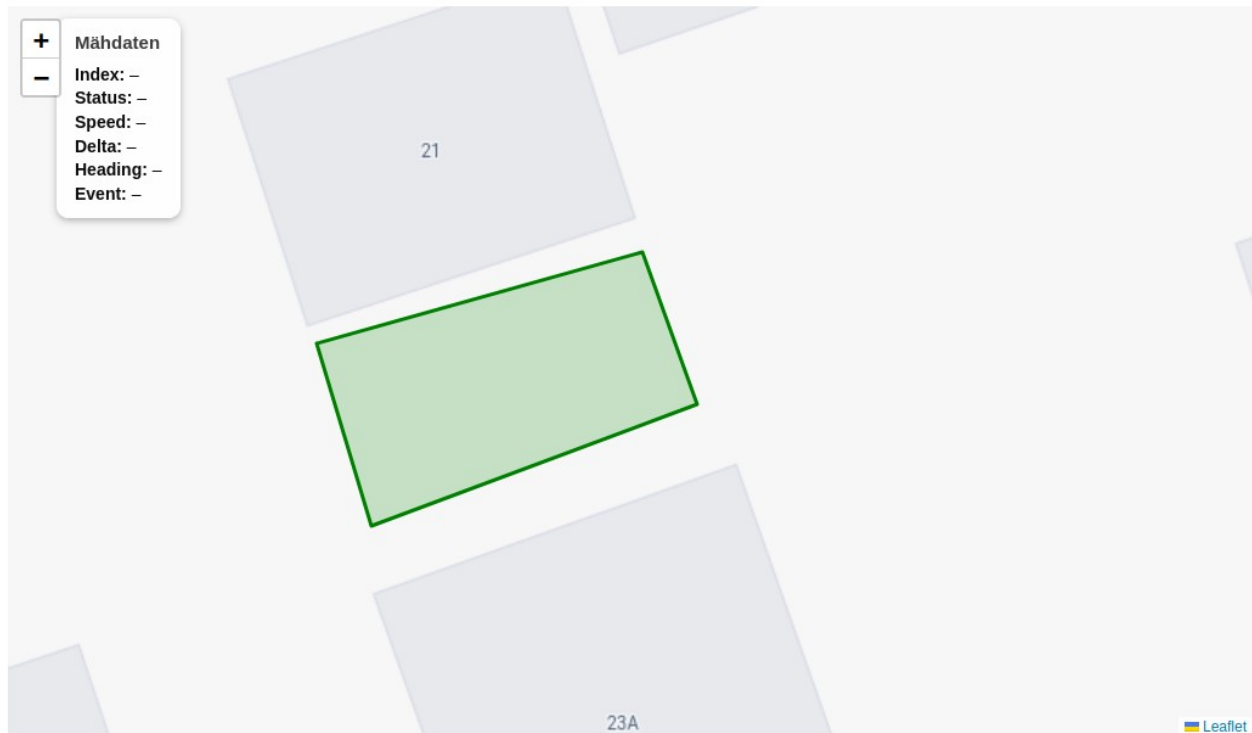 +
−
Mähdaten
Index: –
Status: –
Speed: –
Delta: –
Heading: –
Event: –
21
23A
Leaflet